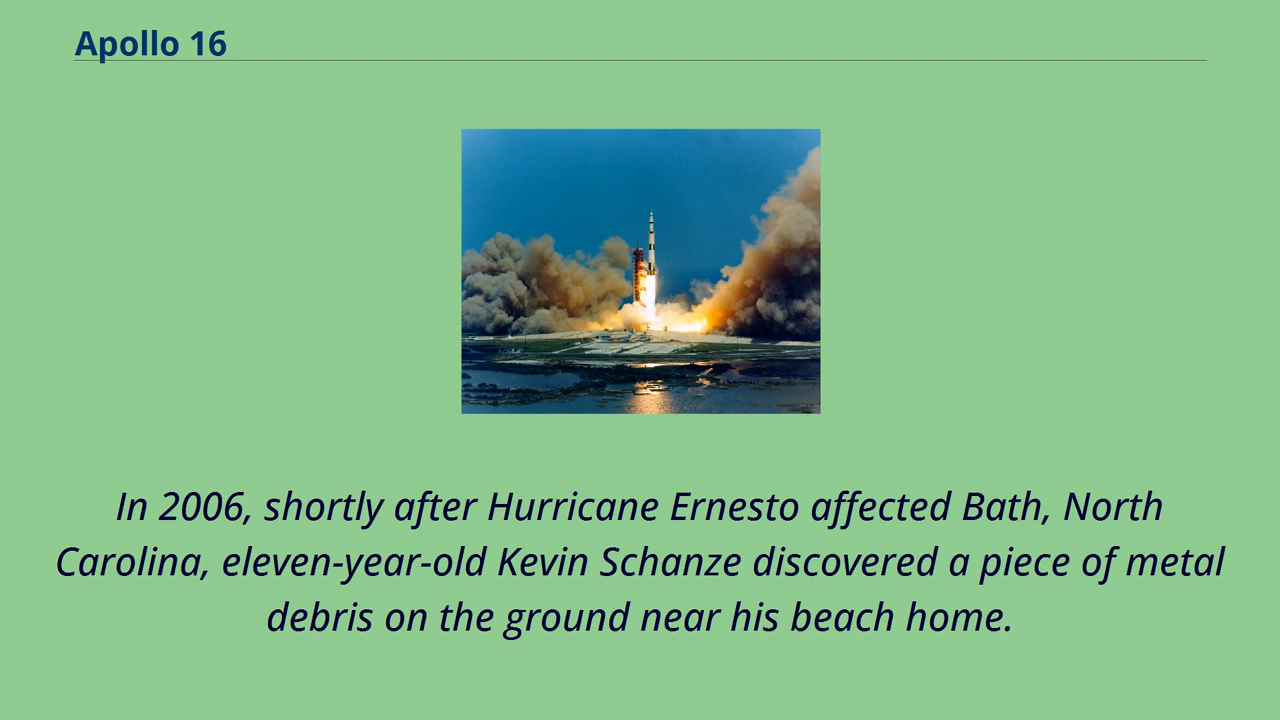 Apollo 16
In 2006, shortly after Hurricane Ernesto affected Bath, North
Carolina, eleven-year-old Kevin Schanze discovered a piece of metal
debris on the ground near his beach home.